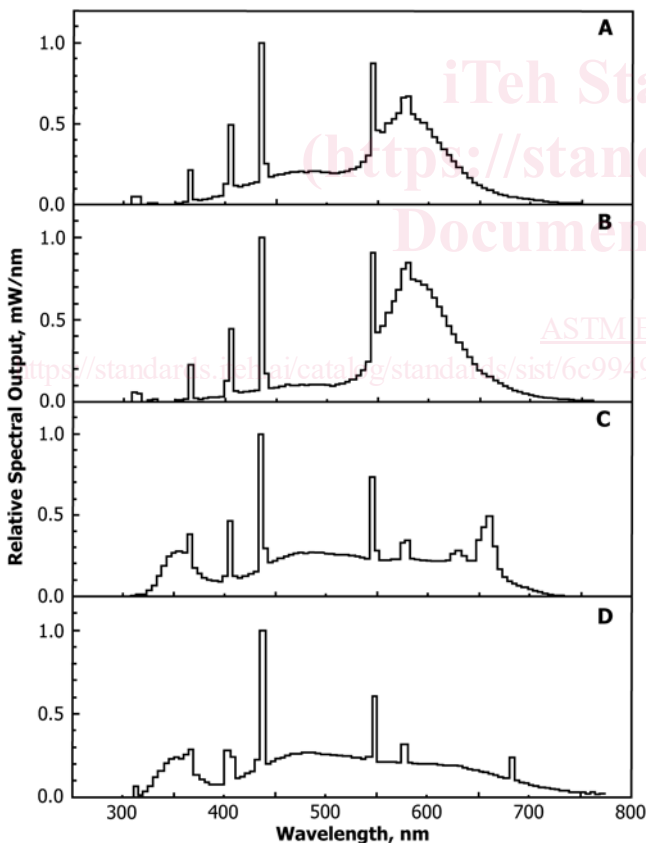 A
1.0
0.5
0.0
B
1.0
0.5
0.0
C
1.0
0.5
0.0
D
1.0
0.5
0.0
300 400 500 600 700 800
Wavelength, nm
Relative Spectral Output, mW/nm
iTeh Sta
(https://stand
Documen
ASTM E
https://standards.iteh.ai/catalog/standards/sist/6c9949